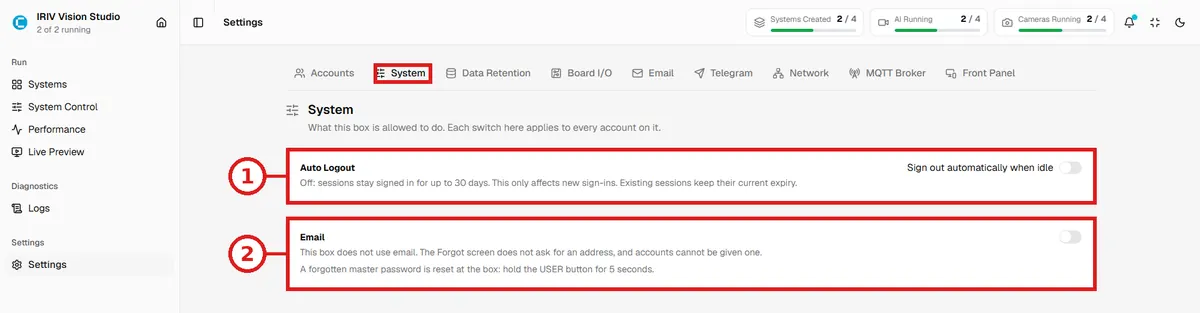 IRIV Vision Studio
2 of 2 running
Settings
Systems Created 2 / 4
AI Running 2 / 4
Cameras Running 2 / 4
Run
Systems
System Control
Performance
Live Preview
Diagnostics
Logs
Settings
Settings
Accounts
System
Data Retention
Board I/O
Email
Telegram
Network
MQTT Broker
Front Panel
System
What this box is allowed to do. Each switch here applies to every account on it.
1
Auto Logout
Sign out automatically when idle
Off: sessions stay signed in for up to 30 days. This only affects new sign-ins. Existing sessions keep their current expiry.
2
Email
This box does not use email. The Forgot screen does not ask for an address, and accounts cannot be given one.
A forgotten master password is reset at the box: hold the USER button for 5 seconds.